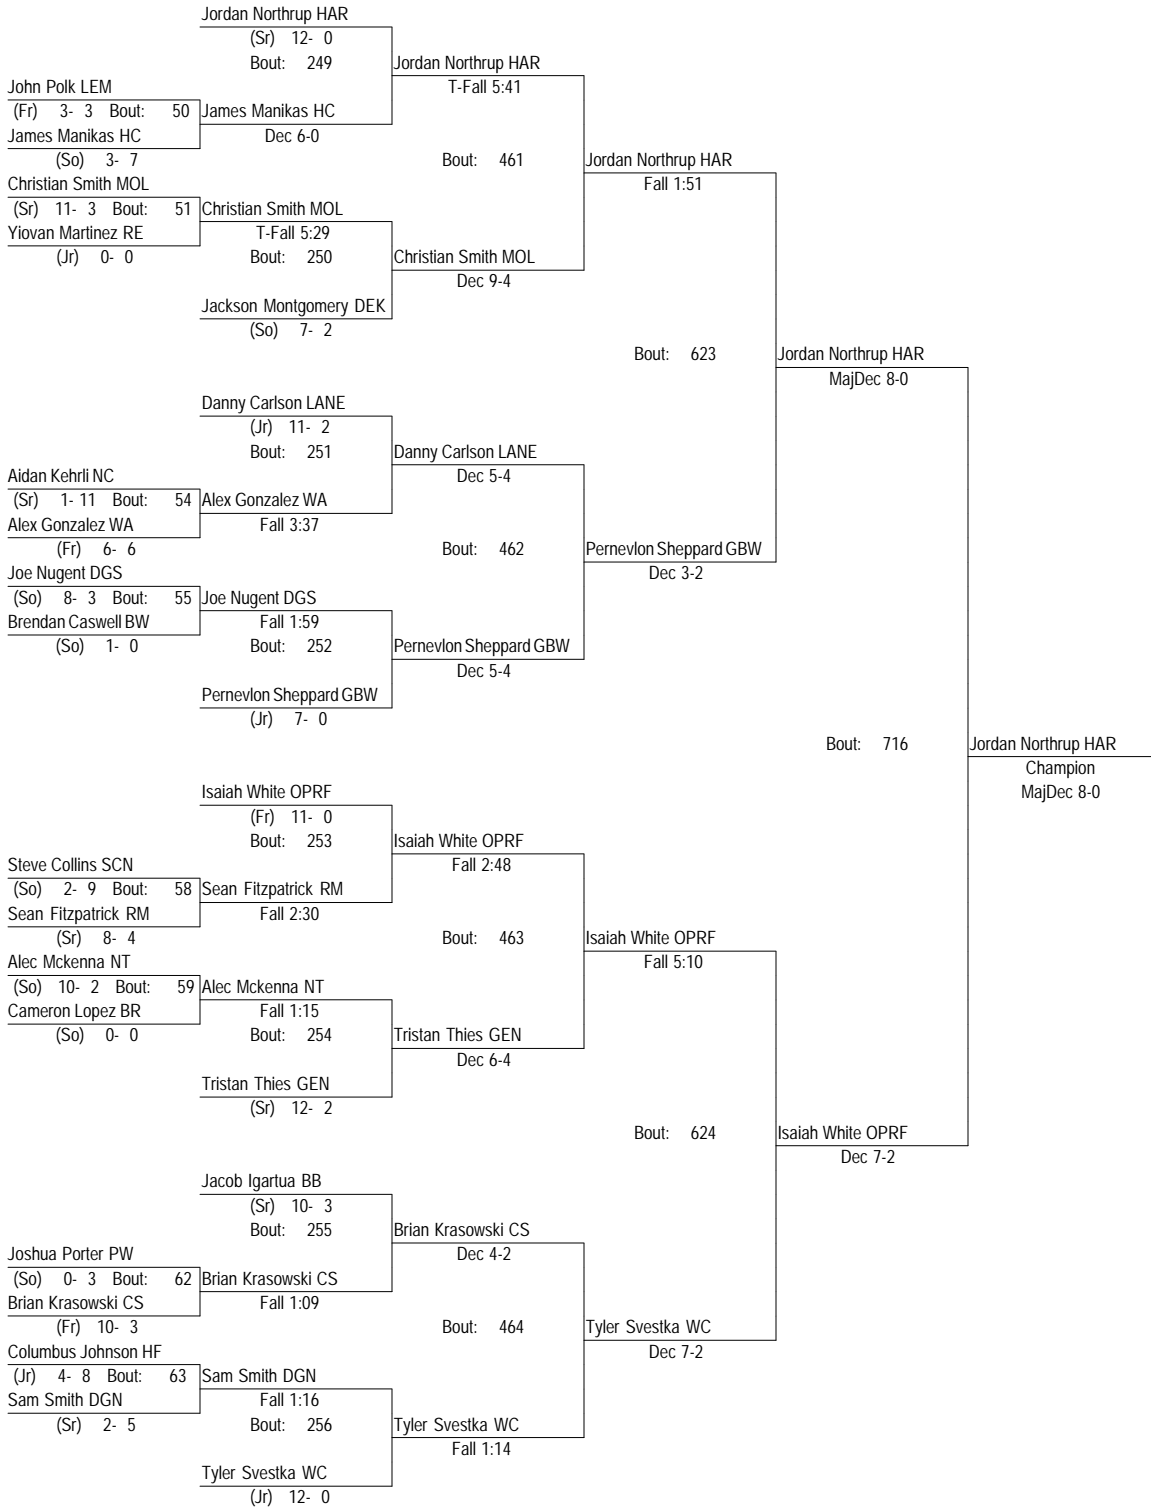 Jordan Northrup HAR
(Sr) 12- 0
Bout: 249
Jordan Northrup HAR
T-Fall 5:41
John Polk LEM
(Fr) 3- 3 Bout: 50
James Manikas HC
Dec 6-0
James Manikas HC
(So) 3- 7
Bout: 461
Jordan Northrup HAR
Fall 1:51
Christian Smith MOL
(Sr) 11- 3 Bout: 51
Christian Smith MOL
T-Fall 5:29
Yiovan Martinez RE
(Jr) 0- 0
Bout: 250
Christian Smith MOL
Dec 9-4
Jackson Montgomery DEK
(So) 7- 2
Bout: 623
Jordan Northrup HAR
MajDec 8-0
Danny Carlson LANE
(Jr) 11- 2
Bout: 251
Danny Carlson LANE
Dec 5-4
Aidan Kehrli NC
(Sr) 1- 11 Bout: 54
Alex Gonzalez WA
Fall 3:37
Alex Gonzalez WA
(Fr) 6- 6
Bout: 462
Pernevlon Sheppard GBW
Dec 3-2
Joe Nugent DGS
(So) 8- 3 Bout: 55
Joe Nugent DGS
Fall 1:59
Brendan Caswell BW
(So) 1- 0
Bout: 252
Pernevlon Sheppard GBW
Dec 5-4
Pernevlon Sheppard GBW
(Jr) 7- 0
Bout: 716
Jordan Northrup HAR
Champion
MajDec 8-0
Isaiah White OPRF
(Fr) 11- 0
Bout: 253
Isaiah White OPRF
Fall 2:48
Steve Collins SCN
(So) 2- 9 Bout: 58
Sean Fitzpatrick RM
Fall 2:30
Sean Fitzpatrick RM
(Sr) 8- 4
Bout: 463
Isaiah White OPRF
Fall 5:10
Alec Mckenna NT
(So) 10- 2 Bout: 59
Alec Mckenna NT
Fall 1:15
Cameron Lopez BR
(So) 0- 0
Bout: 254
Tristan Thies GEN
Dec 6-4
Tristan Thies GEN
(Sr) 12- 2
Bout: 624
Isaiah White OPRF
Dec 7-2
Jacob Igartua BB
(Sr) 10- 3
Bout: 255
Brian Krasowski CS
Dec 4-2
Joshua Porter PW
(So) 0- 3 Bout: 62
Brian Krasowski CS
Fall 1:09
Brian Krasowski CS
(Fr) 10- 3
Bout: 464
Tyler Svestka WC
Dec 7-2
Columbus Johnson HF
(Jr) 4- 8 Bout: 63
Sam Smith DGN
Fall 1:16
Sam Smith DGN
(Sr) 2- 5
Bout: 256
Tyler Svestka WC
Fall 1:14
Tyler Svestka WC
(Jr) 12- 0